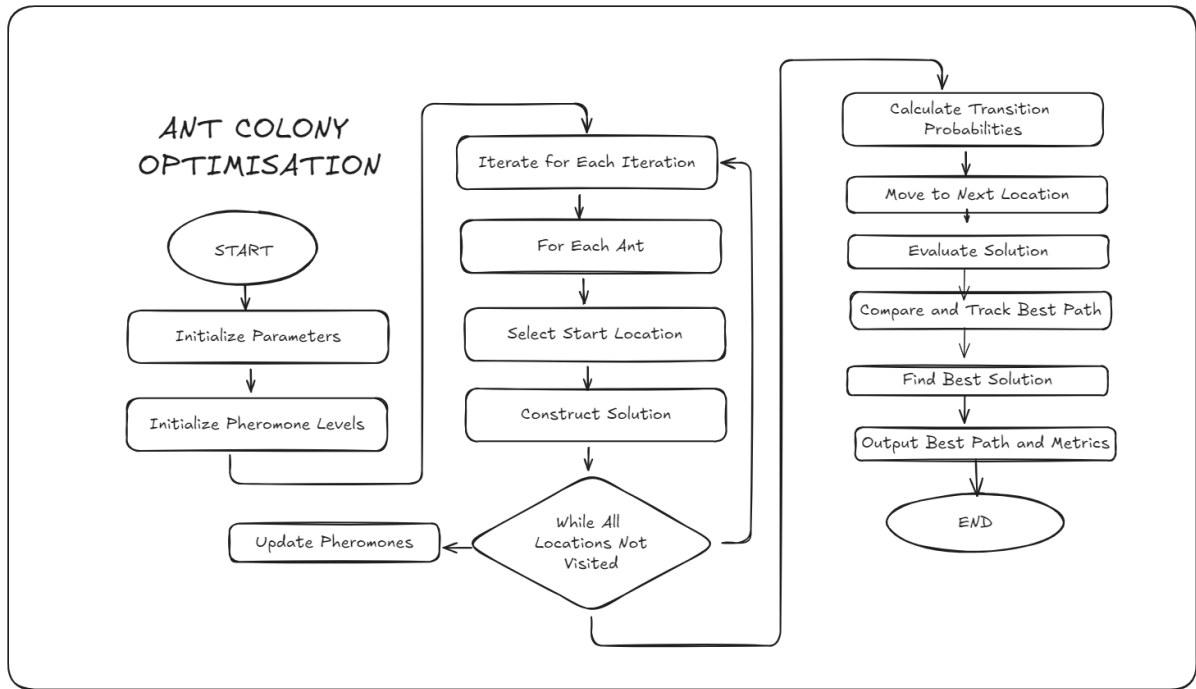 ANT COLONY
OPTIMISATION
START
Initialize Parameters
Initialize Pheromone Levels
Iterate for Each Iteration
For Each Ant
Select Start Location
Construct Solution
While All
Locations Not
Visited
Update Pheromones
Calculate Transition
Probabilities
Move to Next Location
Evaluate Solution
Compare and Track Best Path
Find Best Solution
Output Best Path and Metrics
END